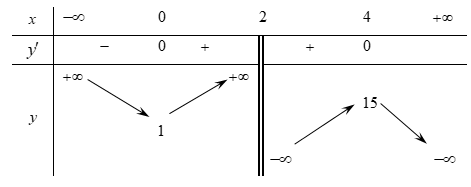 x −∞ 0 2 4 +∞
y′ − 0 + + 0
+∞ +∞
15
y
1
−∞ −∞